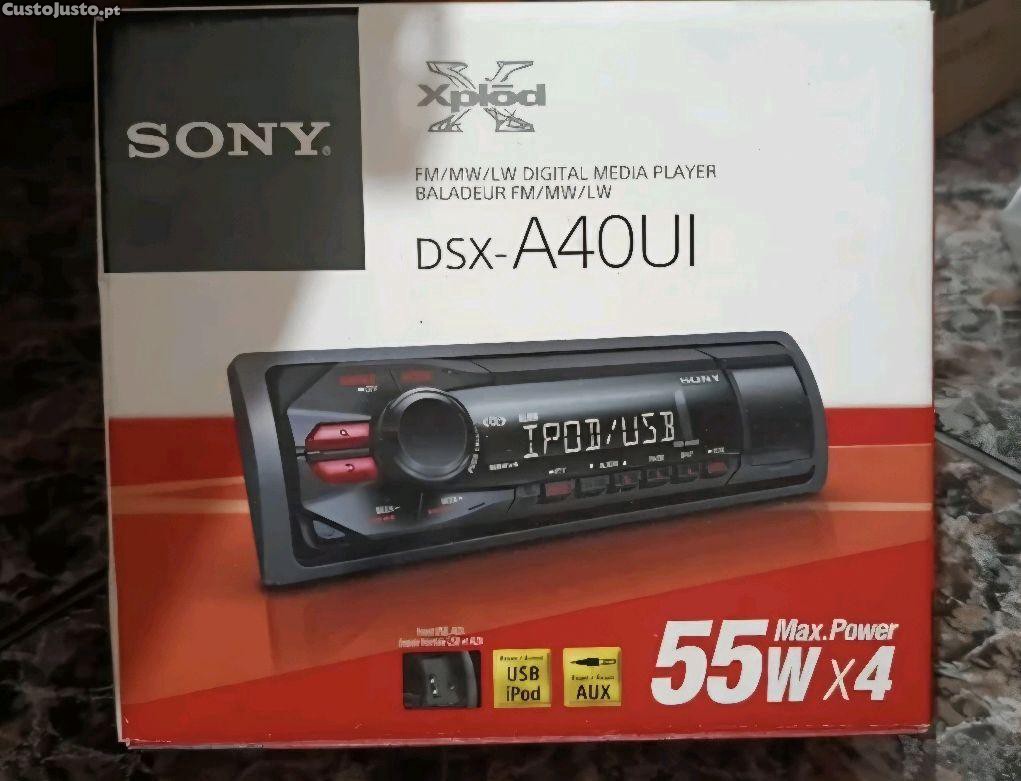 CustoJusto.pt
SONY®
Xplōd
FM/MW/LW DIGITAL MEDIA PLAYER
BALADEUR FM/MW/LW
DSX-A40UI
SONY
IPOD/USB
Max.Power
55W x4
USB
iPod
AUX